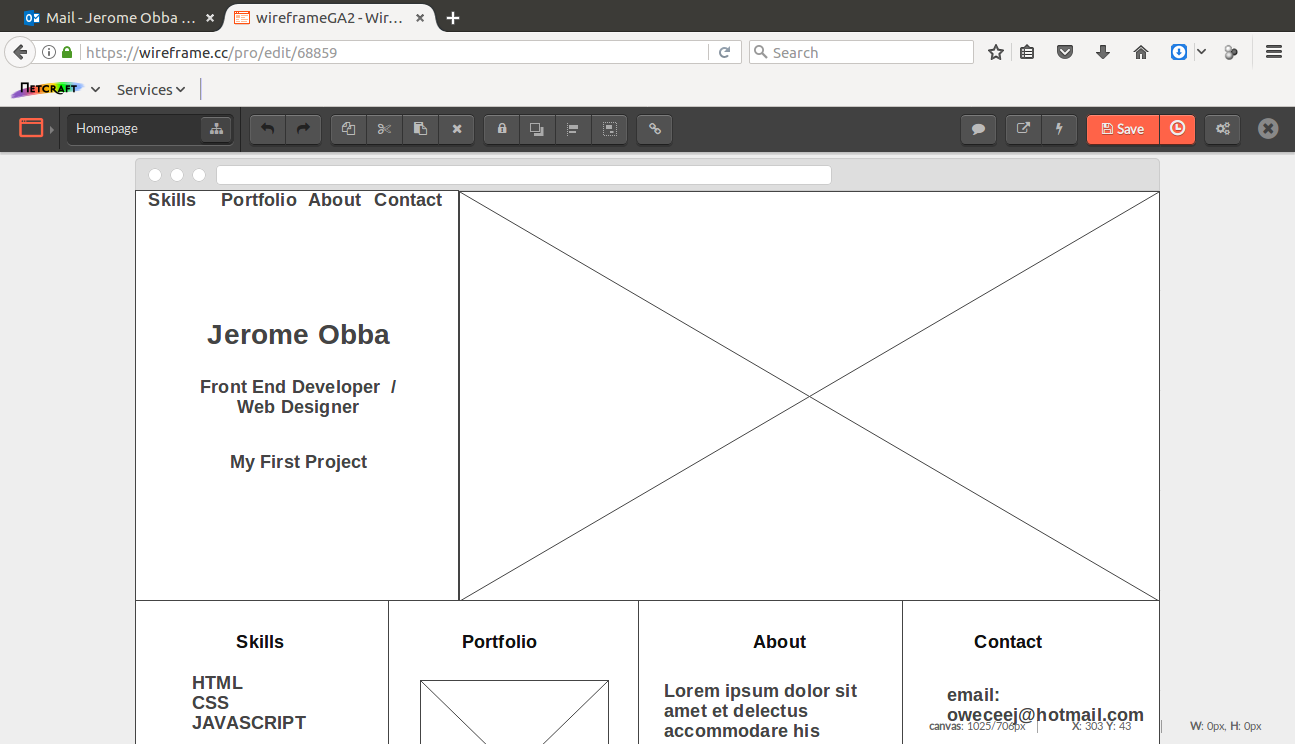 Mail - Jerome Obba ...
wireframeGA2 - Wir...
https://wireframe.cc/pro/edit/68859
Search
NETCRAFT
Services
Homepage
Save
Skills Portfolio About Contact
Jerome Obba
Front End Developer /
Web Designer
My First Project
Skills
HTML
CSS
JAVASCRIPT
Portfolio
About
Lorem ipsum dolor sit
amet et delectus
accommodare his
Contact
email:
oweceej@hotmail.com
canvas: 1025/706px
X: 303 Y: 43
W: 0px, H: 0px